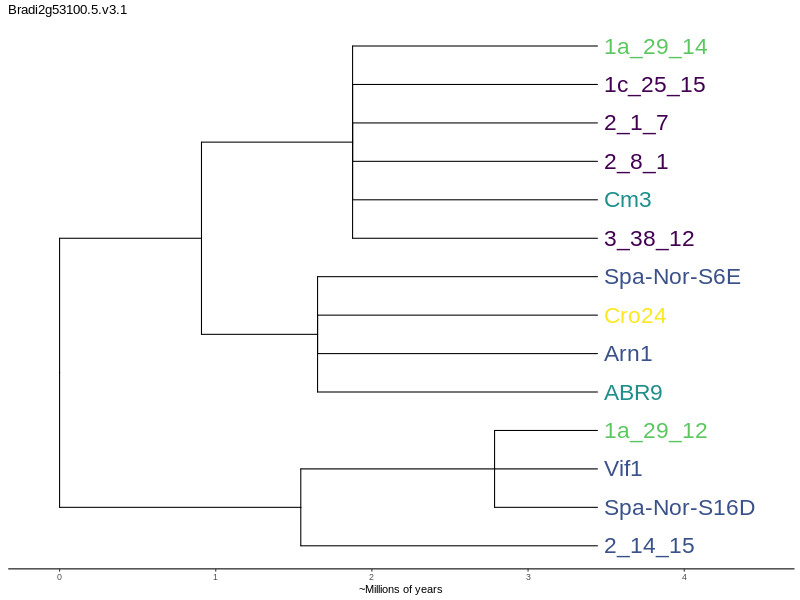 Bradi2g53100.5.v3.1
1a_29_14
1c_25_15
2_1_7
2_8_1
Cm3
3_38_12
Spa-Nor-S6E
Cro24
Arn1
ABR9
1a_29_12
Vif1
Spa-Nor-S16D
2_14_15
0 1 2 3 4
~Millions of years